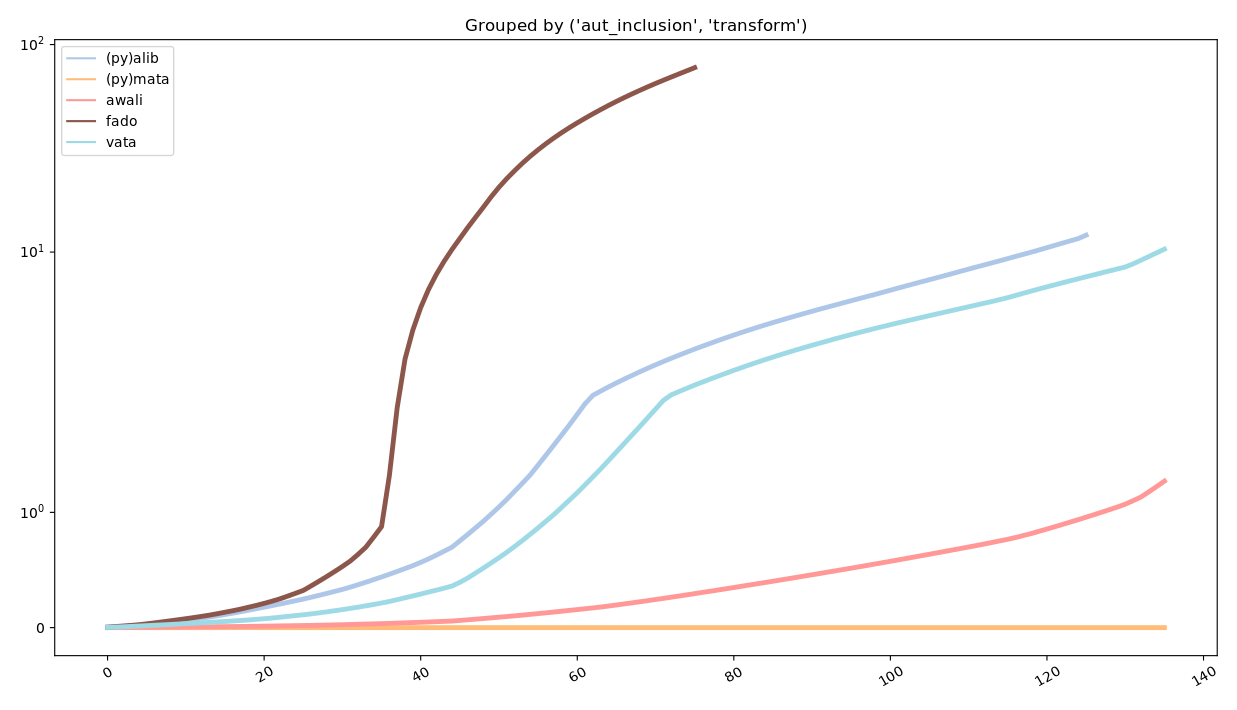 Grouped by ('aut_inclusion', 'transform')
10²
(py)alib
(py)mata
awali
fado
vata
10¹
10⁰
0
0
20
40
60
80
100
120
140